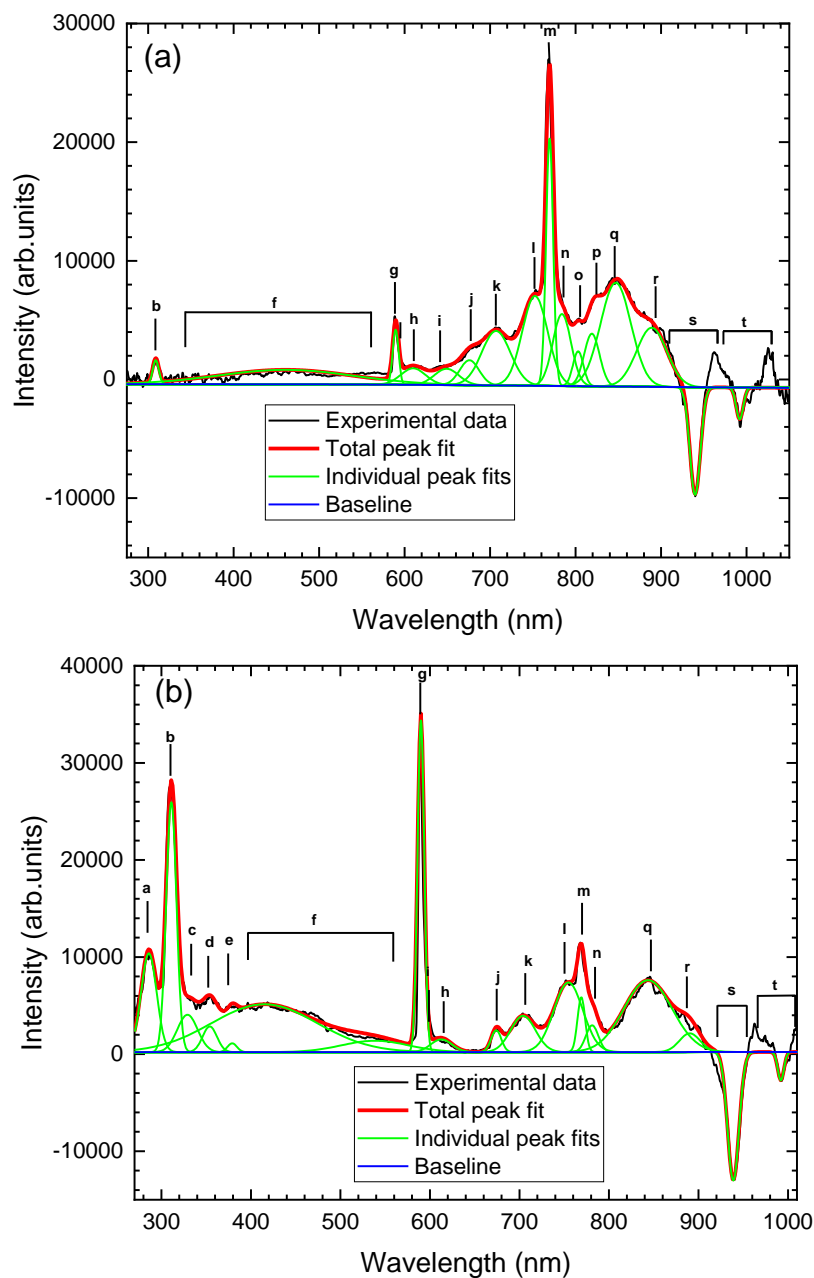 (a)
30000
20000
10000
0
-10000
Intensity (arb.units)
b
f
g
h
i
j
k
l
m
n
o
p
q
r
s
t
Experimental data
Total peak fit
Individual peak fits
Baseline
300 400 500 600 700 800 900 1000
Wavelength (nm)
(b)
40000
30000
20000
10000
0
-10000
Intensity (arb.units)
a
b
c
d
e
f
g
h
j
k
l
m
n
q
r
s
t
Experimental data
Total peak fit
Individual peak fits
Baseline
300 400 500 600 700 800 900 1000
Wavelength (nm)